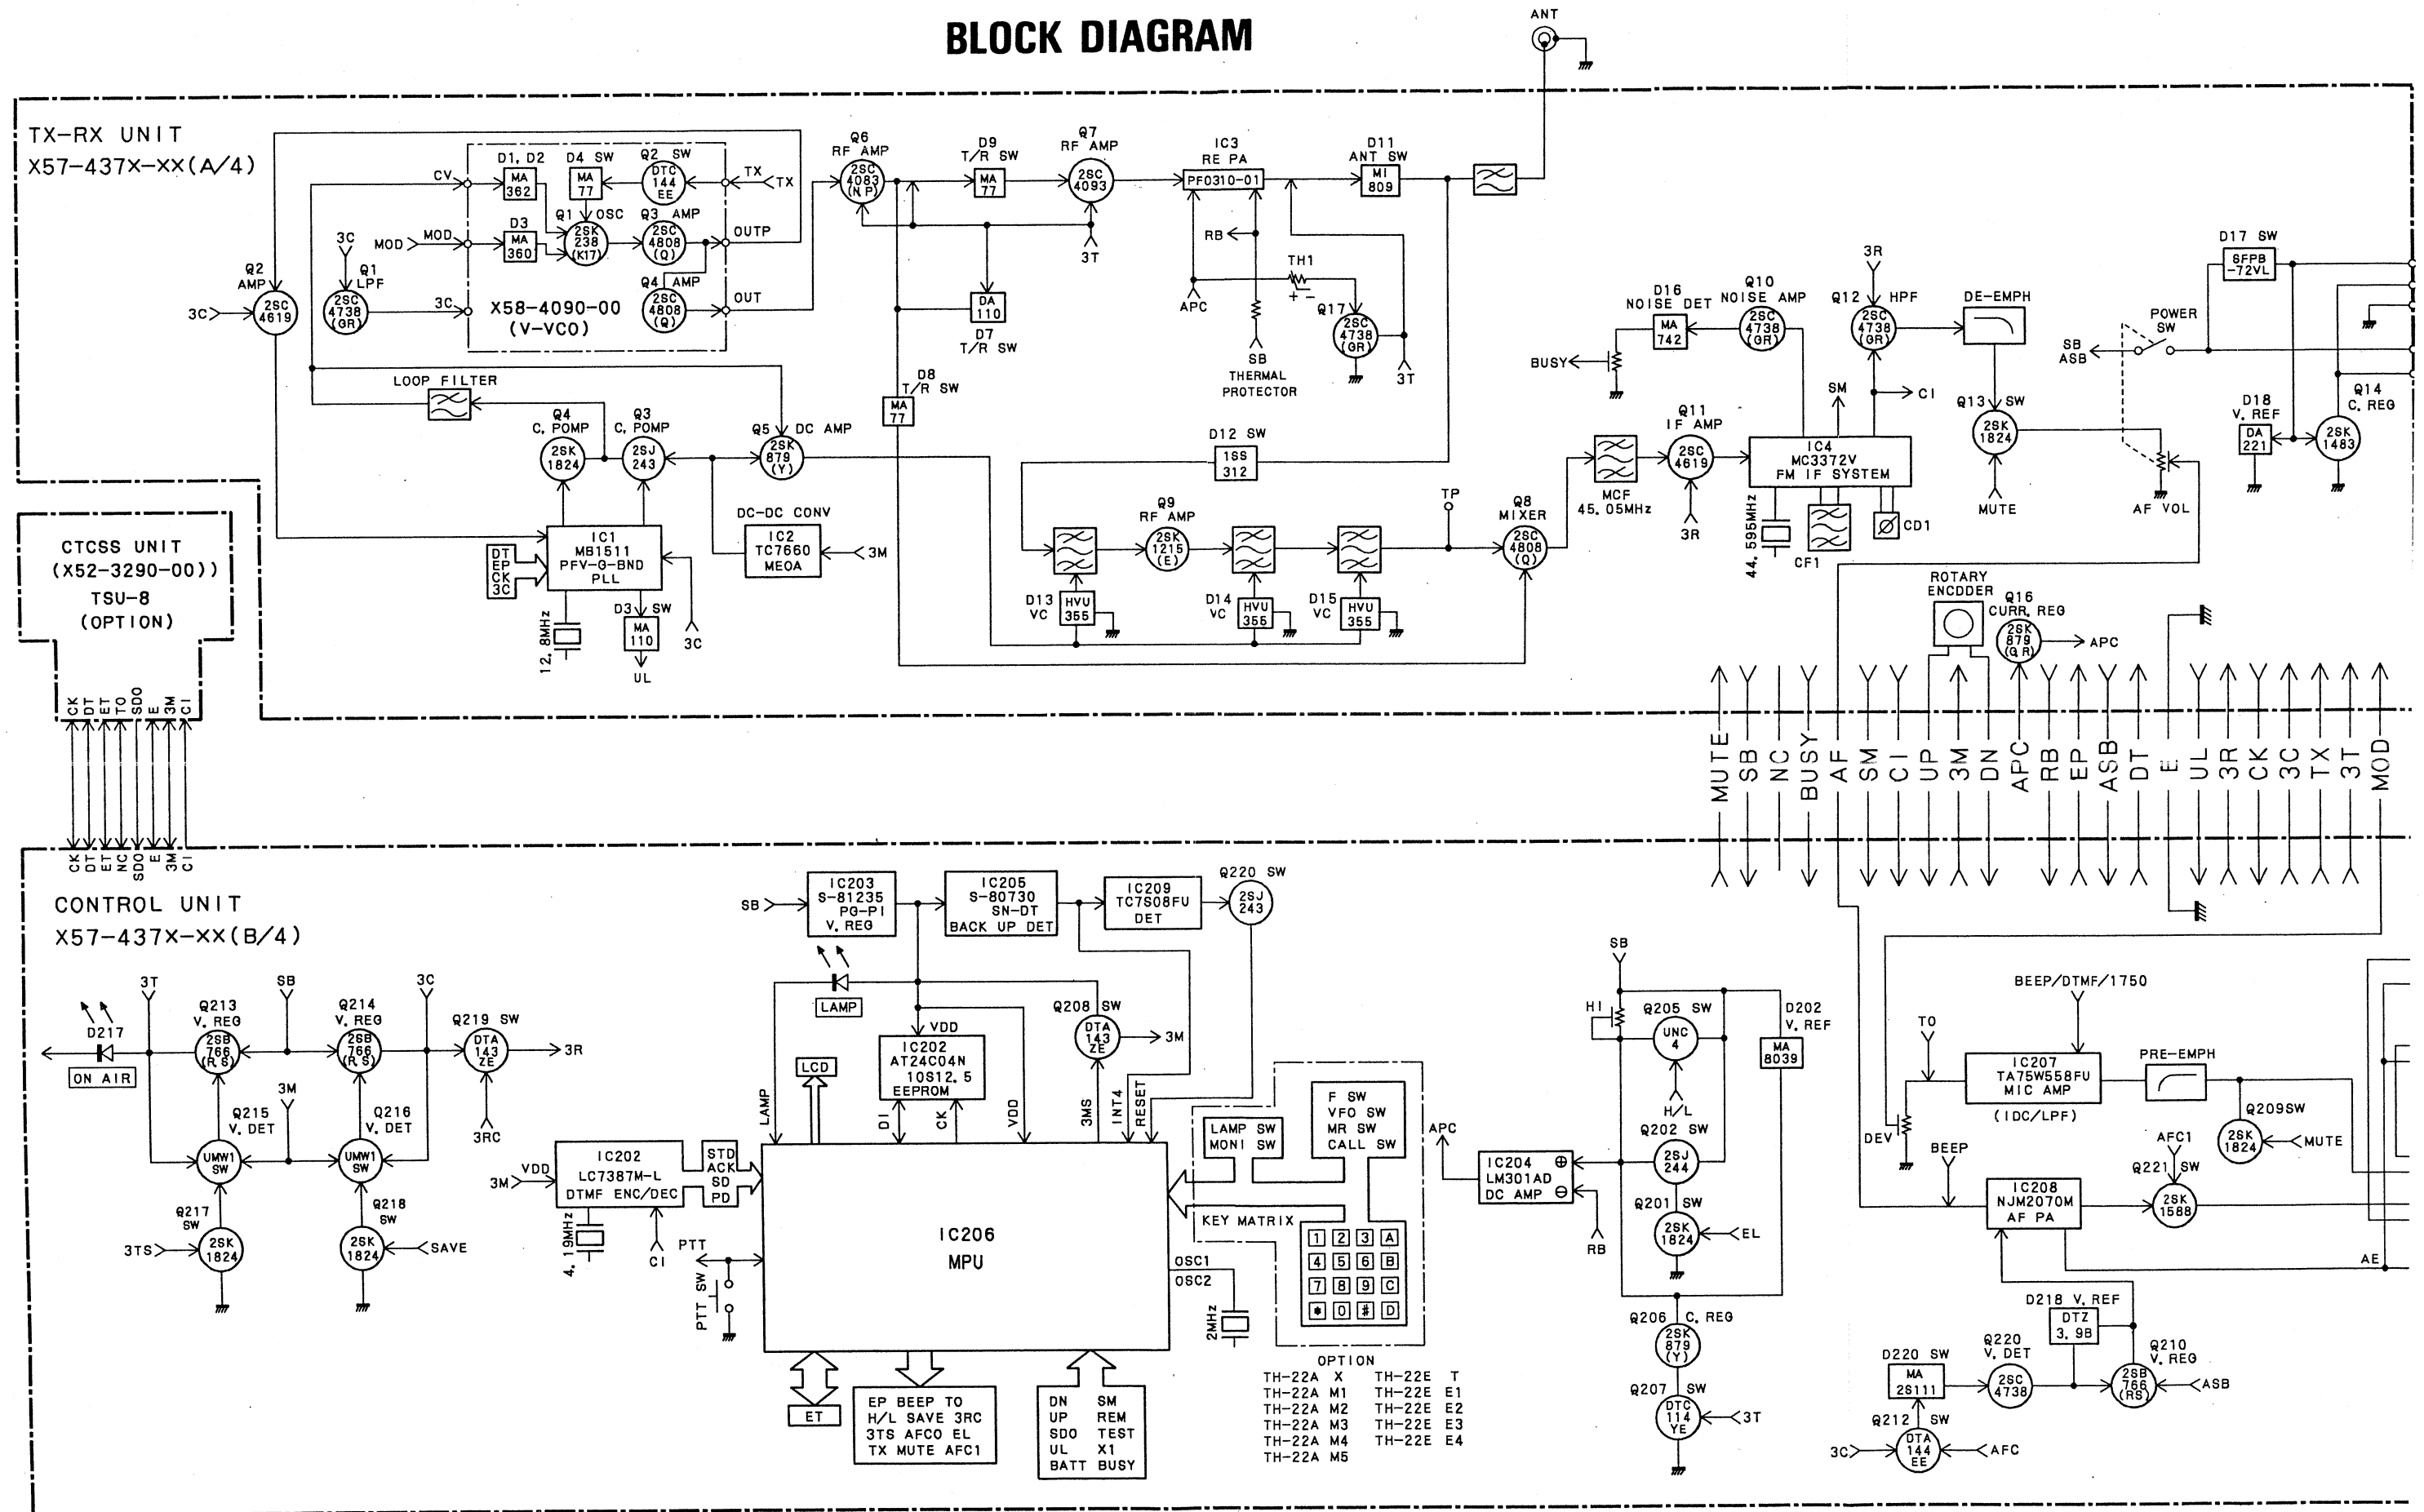 BLOCK DIAGRAM
ANT
TX-RX UNIT
X57-437X-XX(A/4)
CV
D1, D2
MA
362
D4 SW
MA
77
Q2 SW
DTC
144
EE
TX
TX
MOD
MOD
D3
MA
360
Q1 OSC
2SK
238
(K17)
Q3 AMP
2SC
4808
(Q)
OUTP
Q4 AMP
2SC
4808
(Q)
OUT
X58-4090-00
(V-VCO)
3C
Q1
LPF
2SC
4738
(GR)
3C
Q2
AMP
2SC
4619
3C
Q6
RF AMP
2SC
4083
(N.P)
D9
T/R SW
MA
77
Q7
RF AMP
2SC
4093
3T
DA
110
D7
T/R SW
IC3
RE PA
PF0310-01
RB
APC
TH1
+ -
Q17
2SC
4738
(GR)
3T
SB
THERMAL
PROTECTOR
D11
ANT SW
MI
809
D8
T/R SW
MA
77
LOOP FILTER
Q4
C. POMP
2SK
1824
Q3
C. POMP
2SJ
243
Q5 DC AMP
2SK
879
(Y)
DC-DC CONV
IC2
TC7660
MEOA
3M
IC1
MB1511
PFV-G-BND
PLL
DT
EP
CK
3C
12.8MHz
D3 SW
MA
110
UL
3C
D12 SW
1SS
312
Q9
RF AMP
2SK
1215
(E)
D13
VC
HVU
355
D14
VC
HVU
355
D15
VC
HVU
355
TP
Q8
MIXER
2SC
4808
(Q)
MCF
45.05MHz
Q11
IF AMP
2SC
4619
3R
BUSY
D16
NOISE DET
MA
742
Q10
NOISE AMP
2SC
4738
(GR)
3R
Q12 HPF
2SC
4738
(GR)
DE-EMPH
SM
CI
IC4
MC3372V
FM IF SYSTEM
44.595MHz
CF1
CD1
Q13 SW
2SK
1824
MUTE
POWER
SW
SB
ASB
AF VOL
D17 SW
SFPB
-72VL
D18
V. REF
DA
221
Q14
C. REG
2SK
1483
ROTARY
ENCDDER
Q16
CURR. REG
2SK
879
(G R)
APC
CTCSS UNIT
(X52-3290-00))
TSU-8
(OPTION)
CK
DT
ET
TO
SDO
E
3M
CI
CK
DT
ET
NC
SDO
E
3M
CI
MUTE
SB
NC
BUSY
AF
SM
CI
UP
3M
DN
APC
RB
EP
ASB
DT
E
UL
3R
CK
3C
TX
3T
MOD
CONTROL UNIT
X57-437X-XX(B/4)
D217
ON AIR
3T
Q213
V. REG
2SB
766
(R,S)
SB
Q214
V. REG
2SB
766
(R,S)
3C
Q219 SW
DTA
143
ZE
3R
3RC
Q215
V. DET
UMW1
SW
3M
Q216
V. DET
UMW1
SW
Q217
SW
2SK
1824
3TS
Q218
SW
2SK
1824
SAVE
SB
IC203
S-81235
PG-PI
V. REG
IC205
S-80730
SN-DT
BACK UP DET
IC209
TC7S08FU
DET
Q220 SW
2SJ
243
LAMP
VDD
IC202
AT24C04N
10S12.5
EEPROM
Q208 SW
DTA
143
ZE
3M
LCD
LAMP
DI
CK
VDD
3MS
INT4
RESET
3M
VDD
IC202
LC7387M-L
DTMF ENC/DEC
STD
ACK
SD
PD
4.19MHz
CI
PTT
PTT SW
IC206
MPU
OSC1
OSC2
2MHz
LAMP SW
MONI SW
F SW
VFO SW
MR SW
CALL SW
KEY MATRIX
1 2 3 A
4 5 6 B
7 8 9 C
* 0 # D
ET
EP BEEP TO
H/L SAVE 3RC
3TS AFCO EL
TX MUTE AFC1
DN SM
UP REM
SDO TEST
UL X1
BATT BUSY
OPTION
TH-22A X TH-22E T
TH-22A M1 TH-22E E1
TH-22A M2 TH-22E E2
TH-22A M3 TH-22E E3
TH-22A M4 TH-22E E4
TH-22A M5
SB
HI
Q205 SW
UNC
4
H/L
D202
V. REF
MA
8039
Q202 SW
2SJ
244
APC
IC204
LM301AD
DC AMP
⊕
⊖
RB
Q201 SW
2SK
1824
EL
Q206 C. REG
2SK
879
(Y)
Q207 SW
DTC
114
YE
3T
BEEP/DTMF/1750
TO
IC207
TA75W558FU
MIC AMP
(IDC/LPF)
PRE-EMPH
DEV
BEEP
Q209SW
2SK
1824
MUTE
AFC1
Q221 SW
2SK
1588
IC208
NJM2070M
AF PA
AE
D218 V. REF
DTZ
3. 9B
D220 SW
MA
2S111
Q220
V. DET
2SC
4738
Q210
V. REG
2SB
766
(RS)
ASB
Q212 SW
DTA
144
EE
3C
AFC